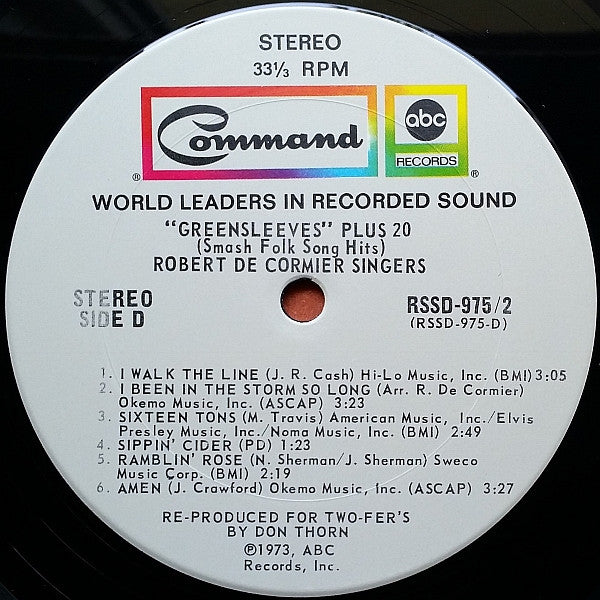 STEREO
33⅓ RPM
Command
abc
RECORDS
® ®
WORLD LEADERS IN RECORDED SOUND
"GREENSLEEVES" PLUS 20
(Smash Folk Song Hits)
ROBERT DE CORMIER SINGERS
STEREO
SIDE D
RSSD-975/2
(RSSD-975-D)
1. I WALK THE LINE (J. R. Cash) Hi-Lo Music, Inc. (BMI) 3:05
2. I BEEN IN THE STORM SO LONG (Arr. R. De Cormier)
Okemo Music, Inc. (ASCAP) 3:23
3. SIXTEEN TONS (M. Travis) American Music, Inc./Elvis
Presley Music, Inc./Noma Music, Inc. (BMI) 2:49
4. SIPPIN' CIDER (PD) 1:23
5. RAMBLIN' ROSE (N. Sherman/J. Sherman) Sweco
Music Corp. (BMI) 2:19
6. AMEN (J. Crawford) Okemo Music, Inc. (ASCAP) 3:27
RE-PRODUCED FOR TWO-FER'S
BY DON THORN
℗1973, ABC
Records, Inc.